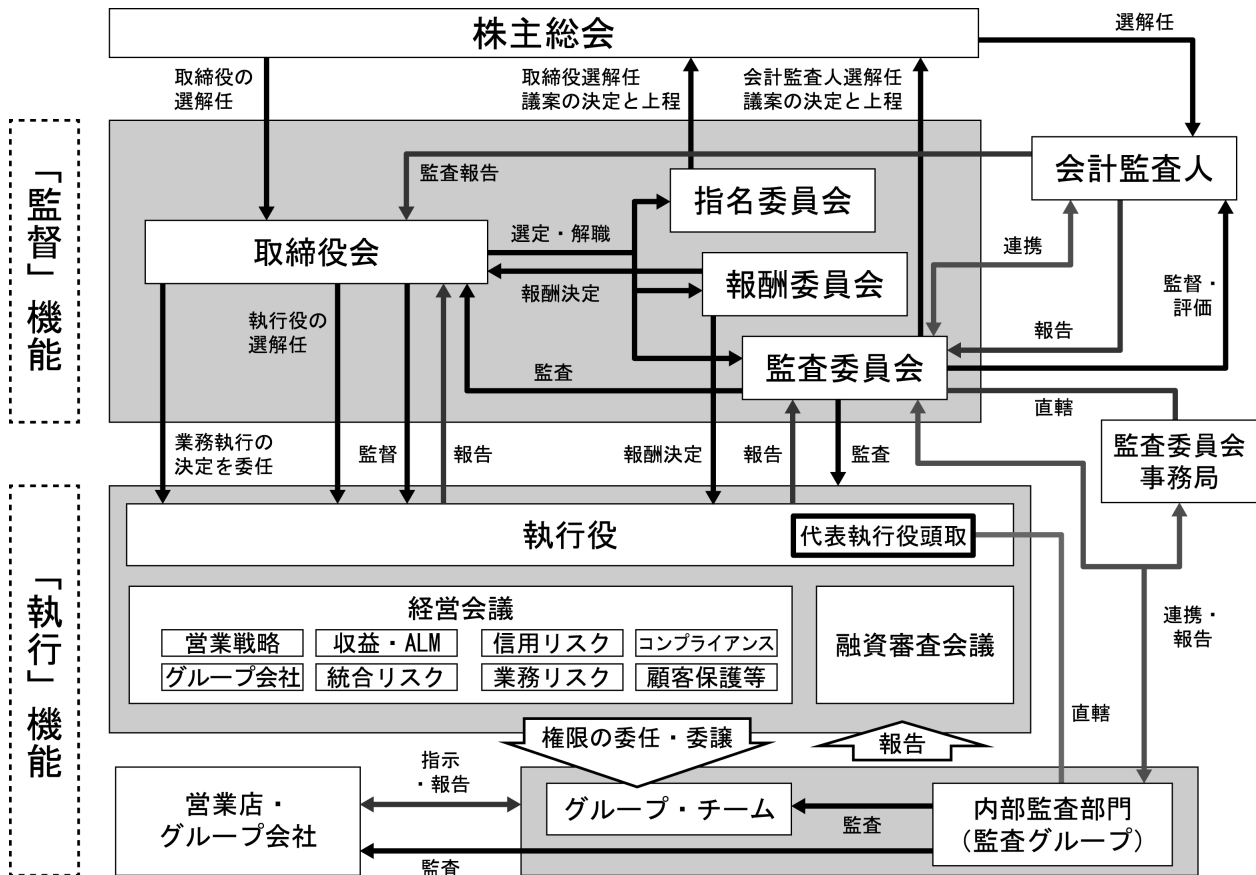 株主総会
選解任
取締役の
選解任
取締役選解任
議案の決定と上程
会計監査人選解任
議案の決定と上程
「監督」機能
監査報告
会計監査人
指名委員会
取締役会
選定・解職
連携
報酬委員会
報酬決定
監督・
評価
執行役の
選解任
報告
監査委員会
監査
直轄
監査委員会
事務局
業務執行の
決定を委任
監督
報告
報酬決定
報告
監査
「執行」機能
執行役
代表執行役頭取
経営会議
営業戦略
収益・ALM
信用リスク
コンプライアンス
グループ会社
統合リスク
業務リスク
顧客保護等
融資審査会議
連携・
報告
直轄
権限の委任・委譲
報告
指示
・報告
営業店・
グループ会社
グループ・チーム
監査
内部監査部門
(監査グループ)
監査